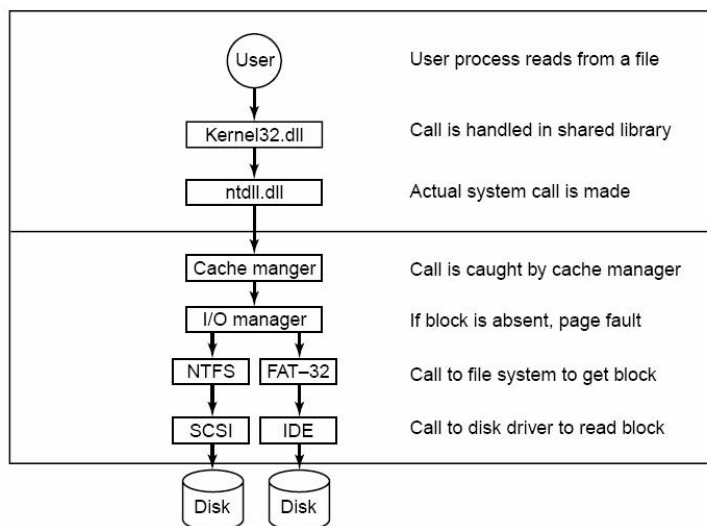 User User process reads from a file
Kernel32.dll Call is handled in shared library
ntdll.dll Actual system call is made
Cache manger Call is caught by cache manager
I/O manager If block is absent, page fault
NTFS FAT–32 Call to file system to get block
SCSI IDE Call to disk driver to read block
Disk Disk